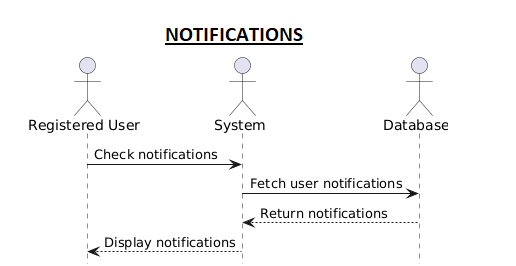 NOTIFICATIONS
Registered User
System
Database
Check notifications
Fetch user notifications
Return notifications
Display notifications